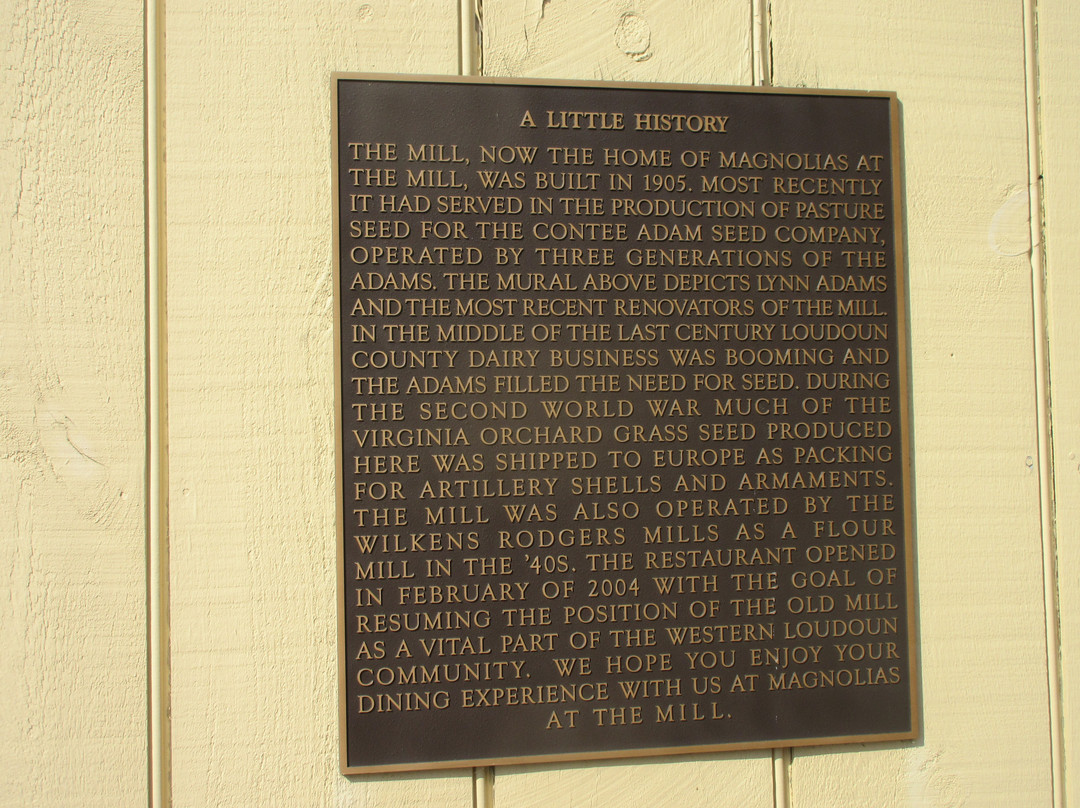 A LITTLE HISTORY
THE MILL, NOW THE HOME OF MAGNOLIAS AT
THE MILL, WAS BUILT IN 1905. MOST RECENTLY
IT HAD SERVED IN THE PRODUCTION OF PASTURE
SEED FOR THE CONTEE ADAM SEED COMPANY,
OPERATED BY THREE GENERATIONS OF THE
ADAMS. THE MURAL ABOVE DEPICTS LYNN ADAMS
AND THE MOST RECENT RENOVATORS OF THE MILL.
IN THE MIDDLE OF THE LAST CENTURY LOUDOUN
COUNTY DAIRY BUSINESS WAS BOOMING AND
THE ADAMS FILLED THE NEED FOR SEED. DURING
THE SECOND WORLD WAR MUCH OF THE
VIRGINIA ORCHARD GRASS SEED PRODUCED
HERE WAS SHIPPED TO EUROPE AS PACKING
FOR ARTILLERY SHELLS AND ARMAMENTS.
THE MILL WAS ALSO OPERATED BY THE
WILKENS RODGERS MILLS AS A FLOUR
MILL IN THE '40S. THE RESTAURANT OPENED
IN FEBRUARY OF 2004 WITH THE GOAL OF
RESUMING THE POSITION OF THE OLD MILL
AS A VITAL PART OF THE WESTERN LOUDOUN
COMMUNITY. WE HOPE YOU ENJOY YOUR
DINING EXPERIENCE WITH US AT MAGNOLIAS
AT THE MILL.